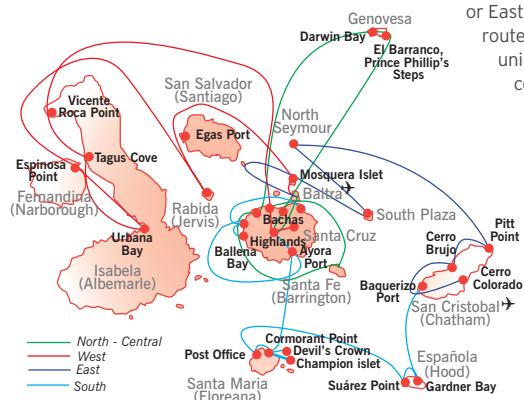 or East
route
uni
co
Genovesa
Darwin Bay
El Barranco,
Prince Phillip's
Steps
San Salvador
(Santiago)
Vicente
Roca Point
North
Seymour
Egas Port
Tagus Cove
Espinosa
Point
Mosquera Islet
Fernandina
(Narborough)
Rabida
(Jervis)
Baltra
South Plaza
Bachas
Santa Cruz
Highlands
Urbana
Bay
Ballena
Bay
Ayora
Port
Pitt
Point
Cerro
Brujo
Isabela
(Albemarle)
Santa Fe
(Barrington)
Cerro
Colorado
Baquerizo
Port
San Cristobal
(Chatham)
North - Central
West
East
South
Cormorant Point
Post Office
Devil's Crown
Champion islet
Española
(Hood)
Santa Maria
(Floreana)
Suárez Point
Gardner Bay